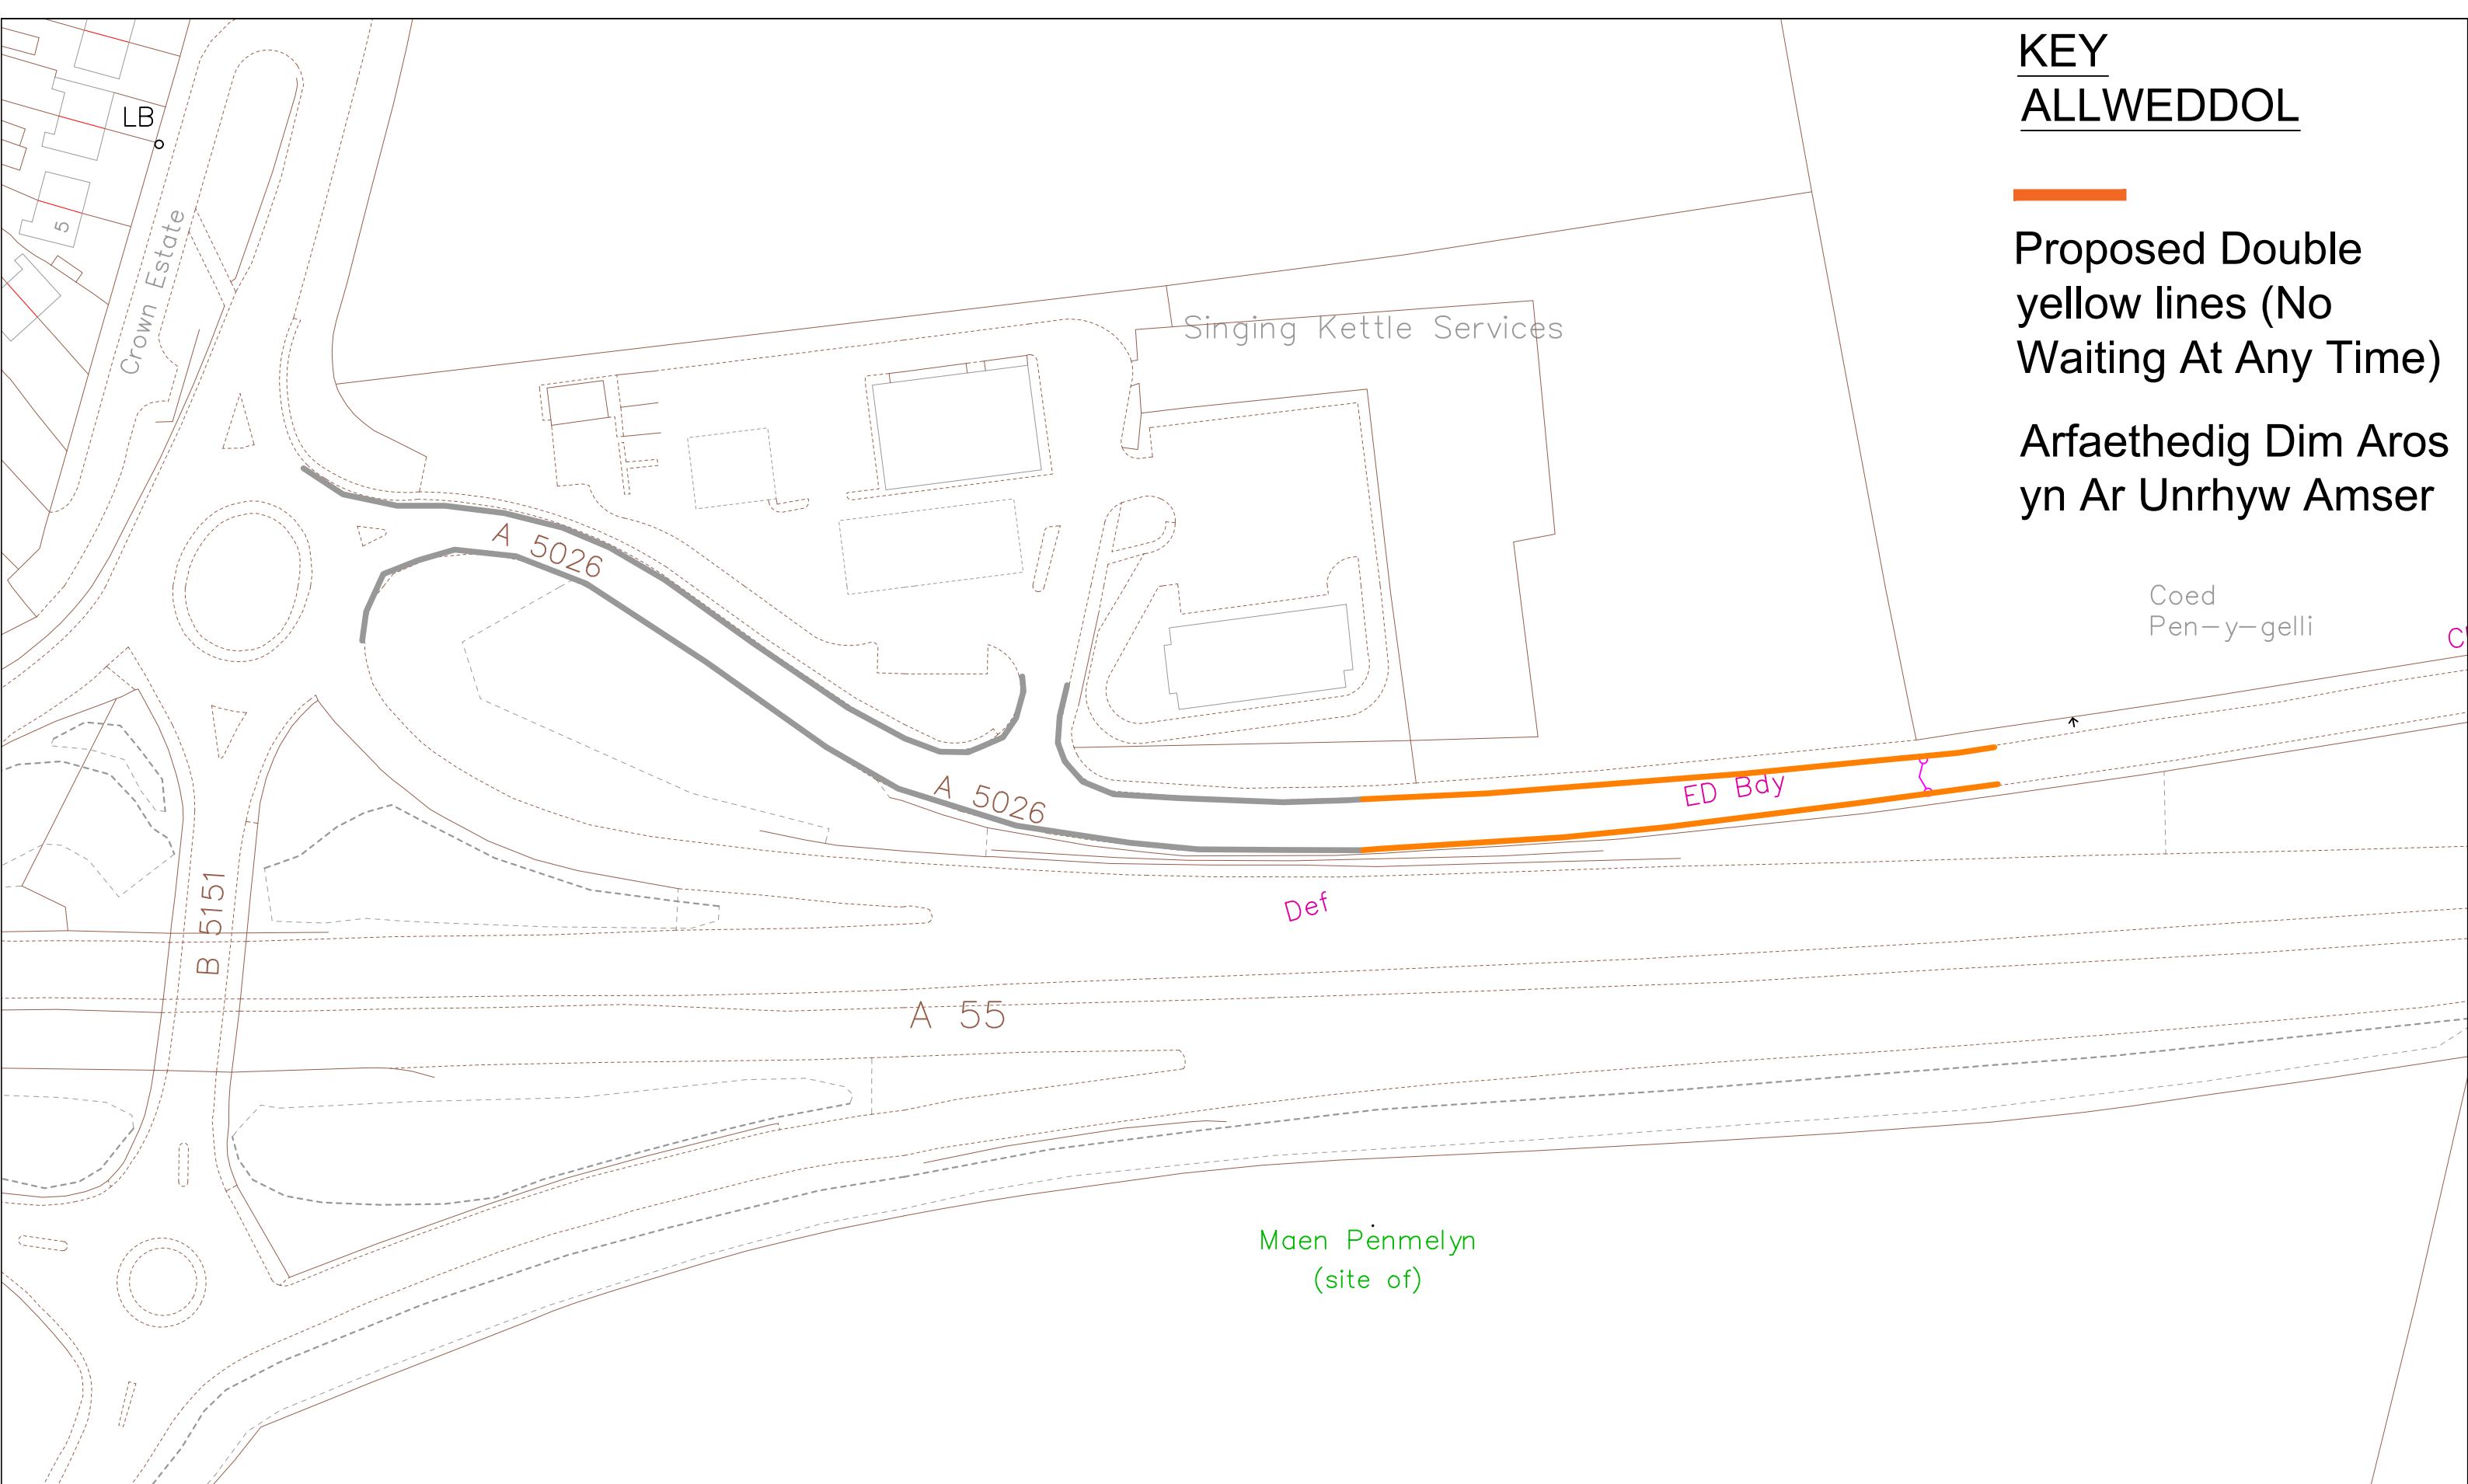 KEY
ALLWEDDOL
Proposed Double
yellow lines (No
Waiting At Any Time)
Arfaethedig Dim Aros
yn Ar Unrhyw Amser
LB
5
Crown Estate
Singing Kettle Services
A 5026
Coed
Pen-y-gelli
A 5026
ED Bdy
B 5151
Def
A 55
Maen Penmelyn
(site of)